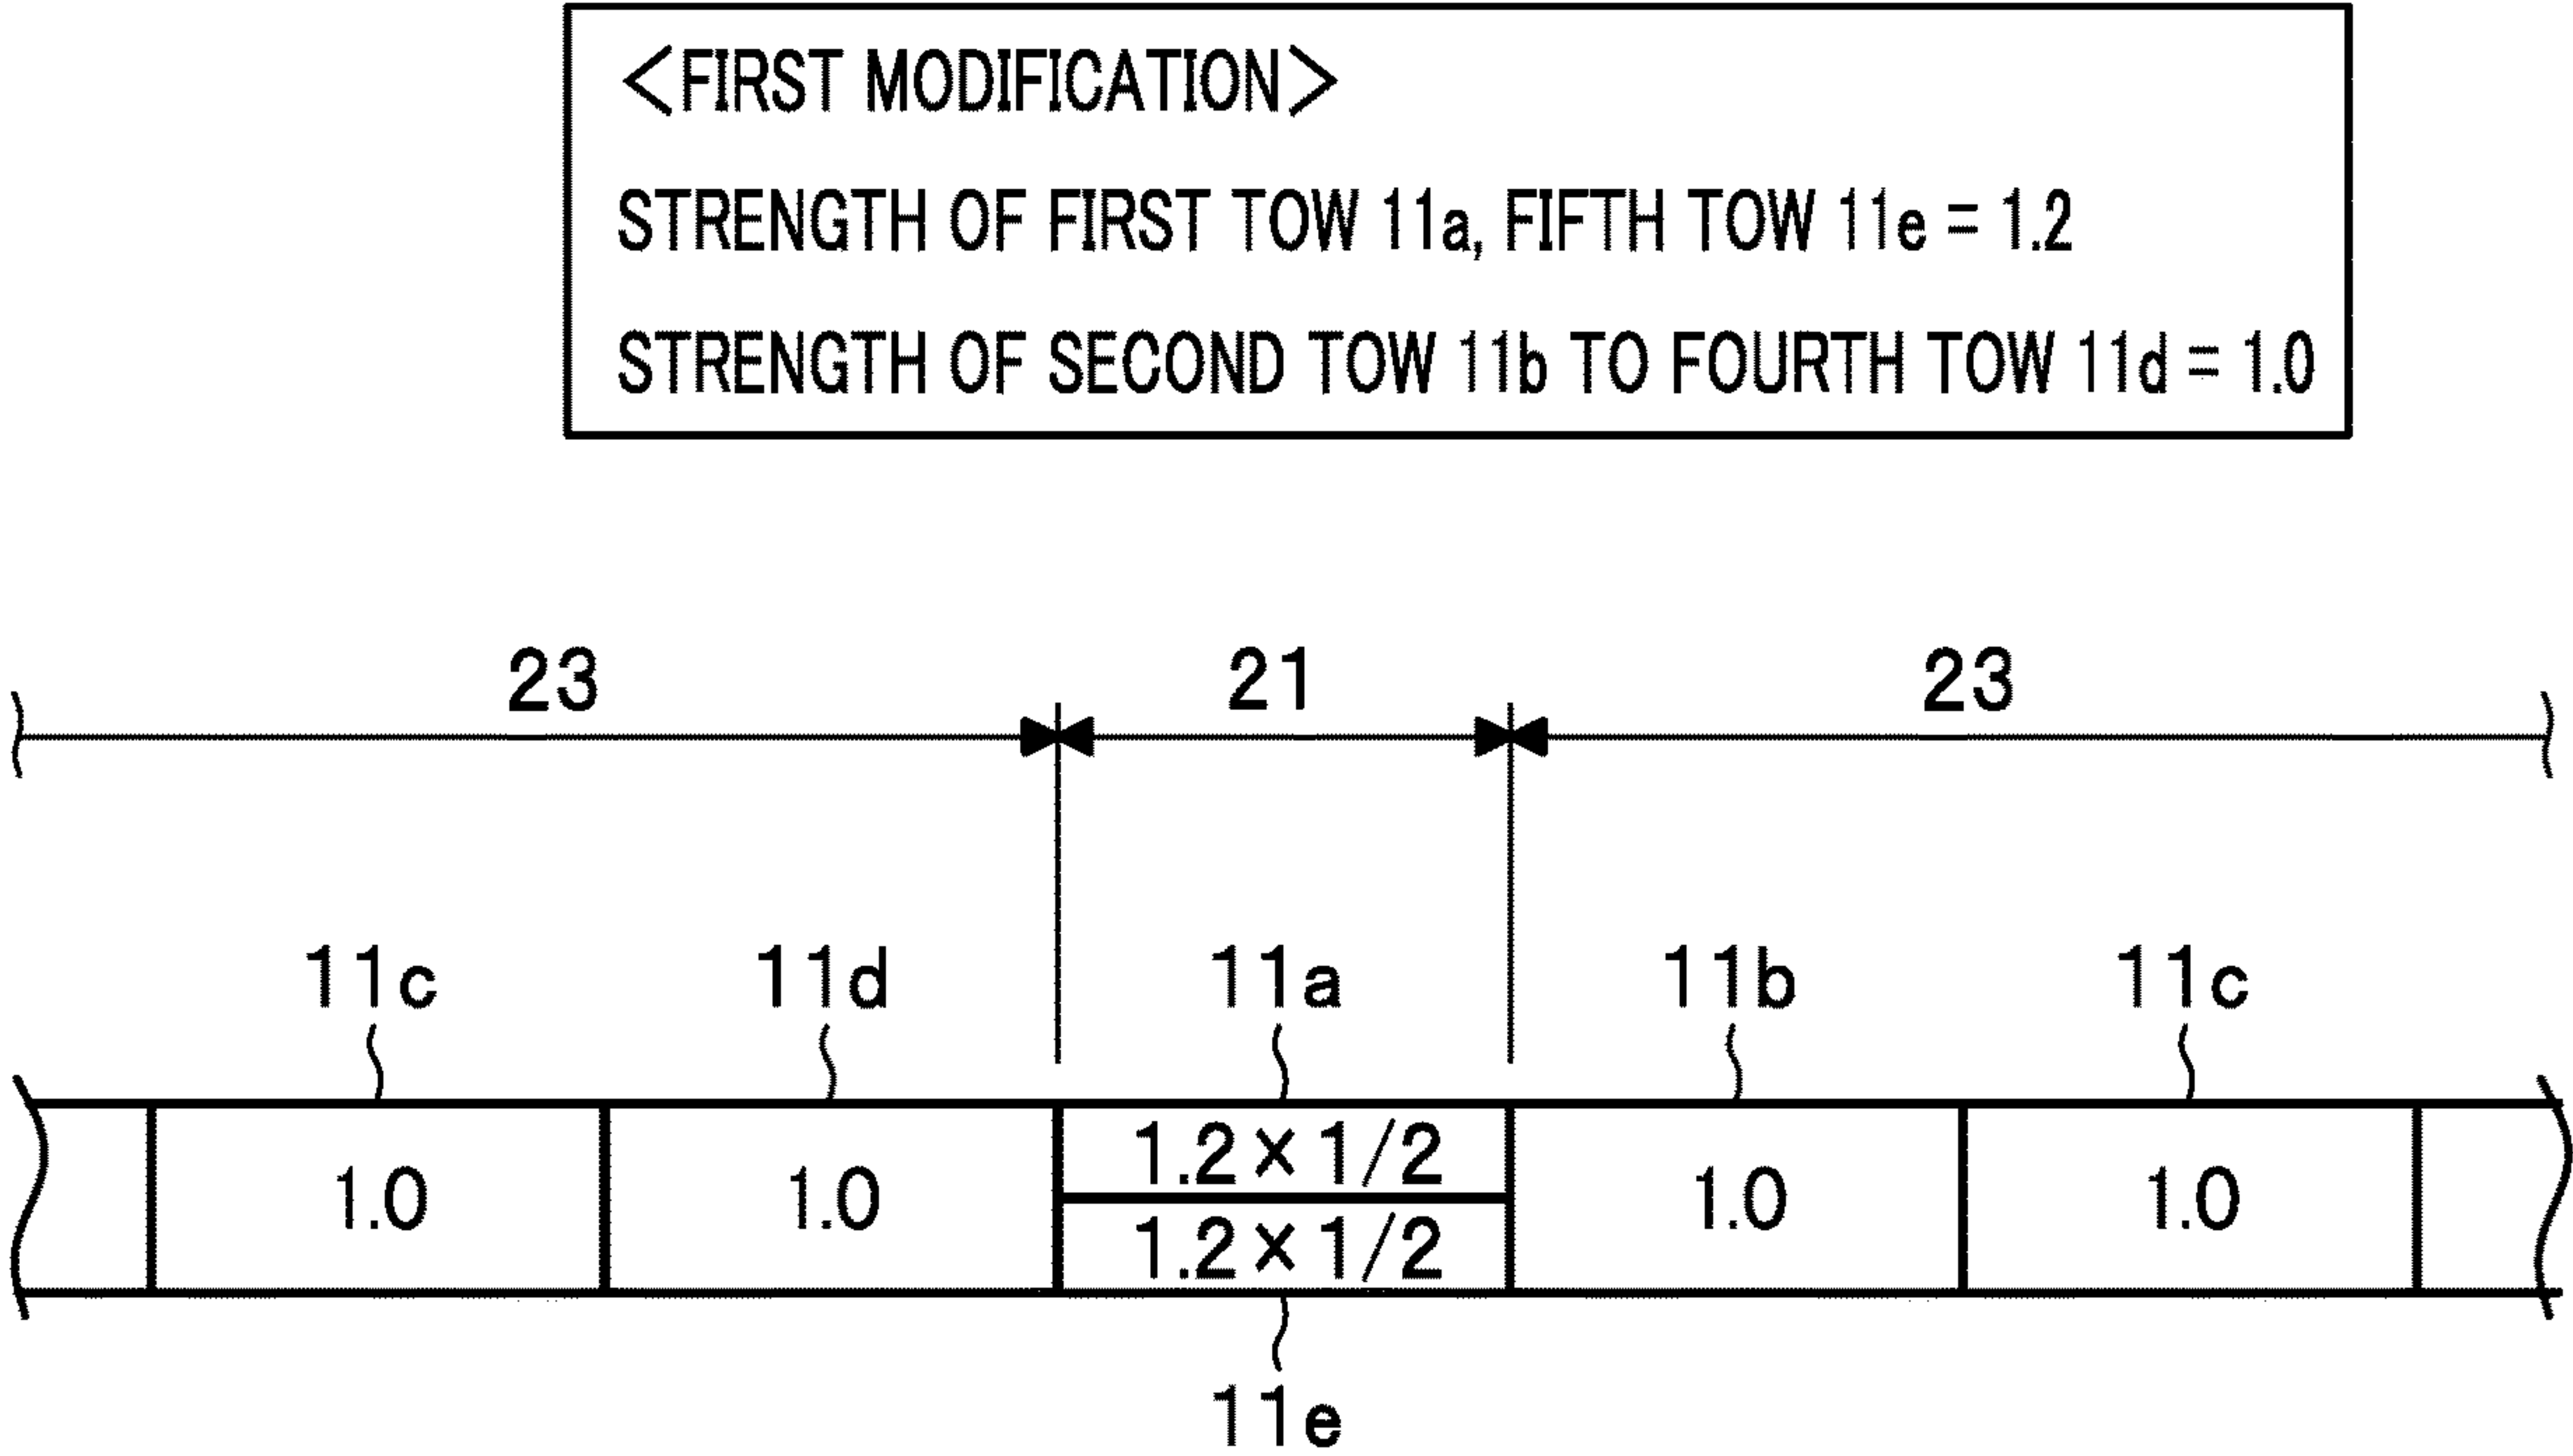 <FIRST MODIFICATION>
STRENGTH OF FIRST TOW 11a, FIFTH TOW 11e = 1.2
STRENGTH OF SECOND TOW 11b TO FOURTH TOW 11d = 1.0
23 21 23
11c 11d 11a 11b 11c
1.0 1.0 1.2×1/2 1.0 1.0
1.2×1/2
11e